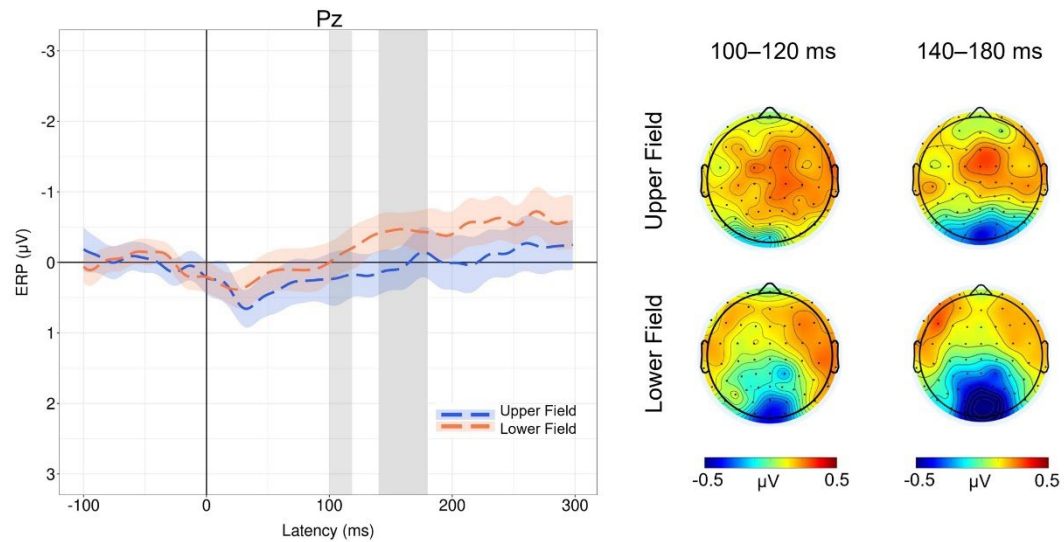 Pz
-3
-2
-1
0
1
2
3
ERP (µV)
-100
0
100
200
300
Latency (ms)
Upper Field
Lower Field
100–120 ms
140–180 ms
Upper Field
Lower Field
-0.5
0.5
µV
-0.5
0.5
µV